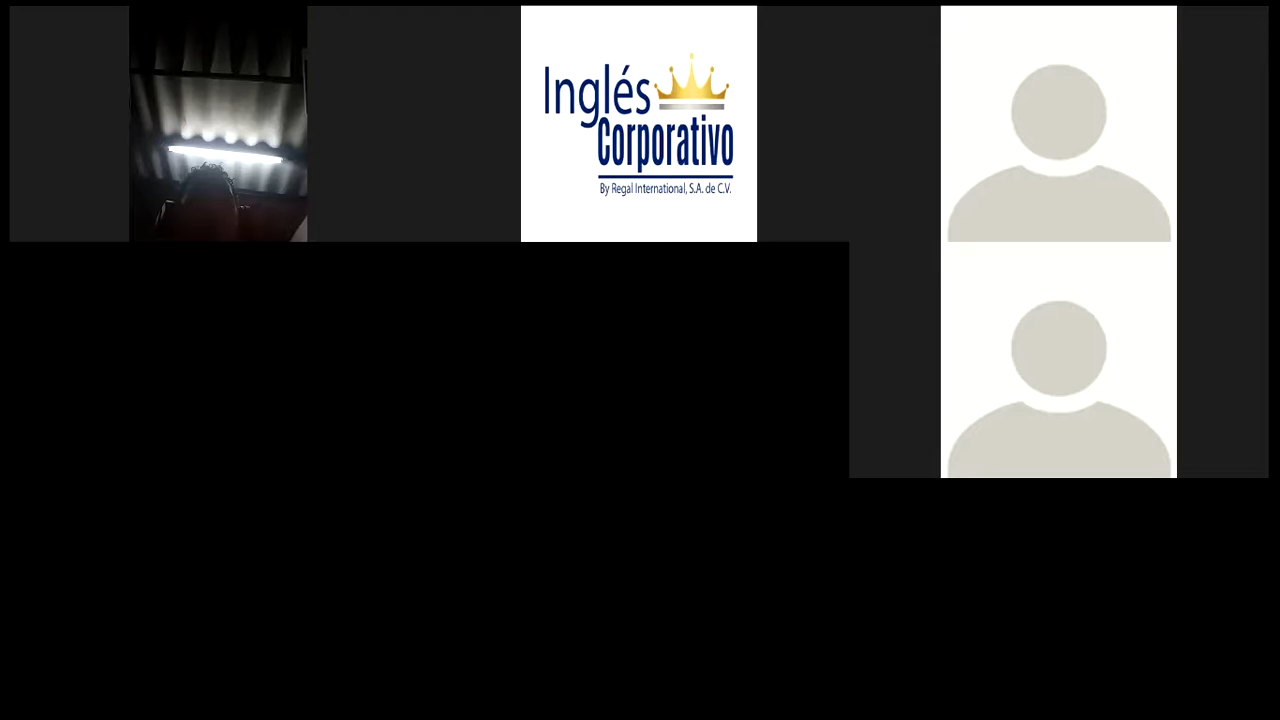 Inglés
Corporativo
By Regal International, S.A. de C.V.